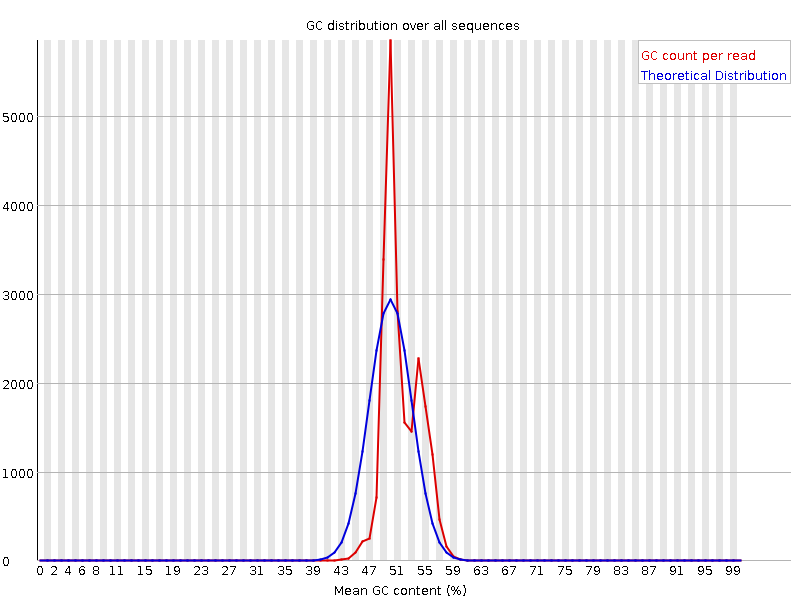 GC distribution over all sequences
GC count per read
Theoretical Distribution
5000
4000
3000
2000
1000
0
0 2 4 6 8 11 15 19 23 27 31 35 39 43 47 51 55 59 63 67 71 75 79 83 87 91 95 99
Mean GC content (%)